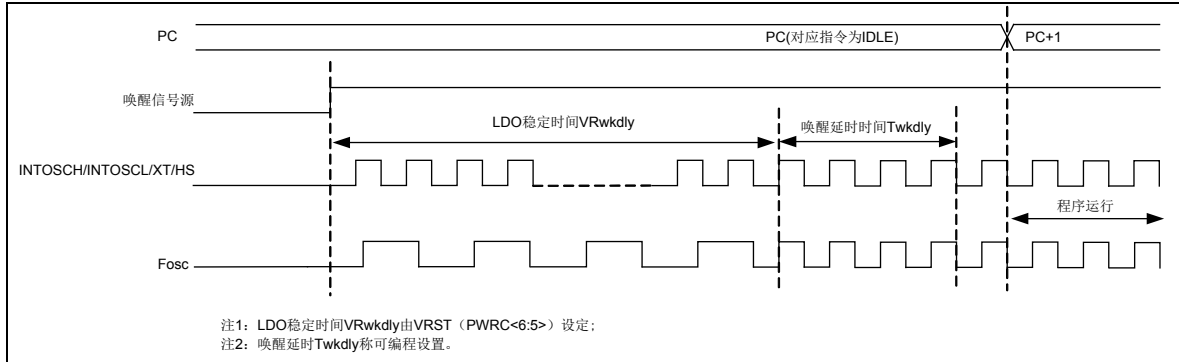 PC
PC(对应指令为IDLE)
PC+1
唤醒信号源
LDO稳定时间VRwkdly
唤醒延时时间Twkdly
INTOSCH/INTOSCL/XT/HS
程序运行
Fosc
注1：LDO稳定时间VRwkdly由VRST（PWRC<6:5>）设定;
注2：唤醒延时Twkdly称可编程设置。